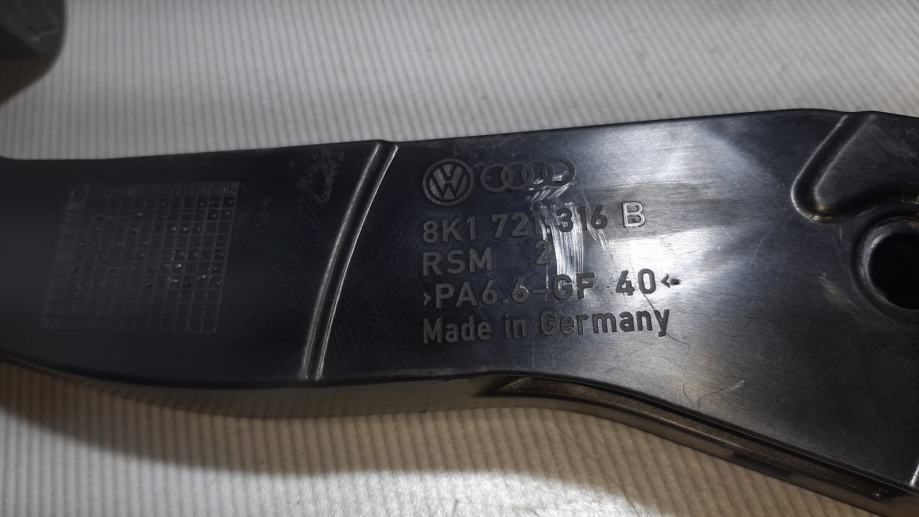 8K1 721 316 B
RSM 2
>PA6.6-GF 40<
Made in Germany